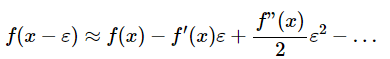 f(x − ε) ≈ f(x) − f′(x)ε + f”(x)/2 ε² − …